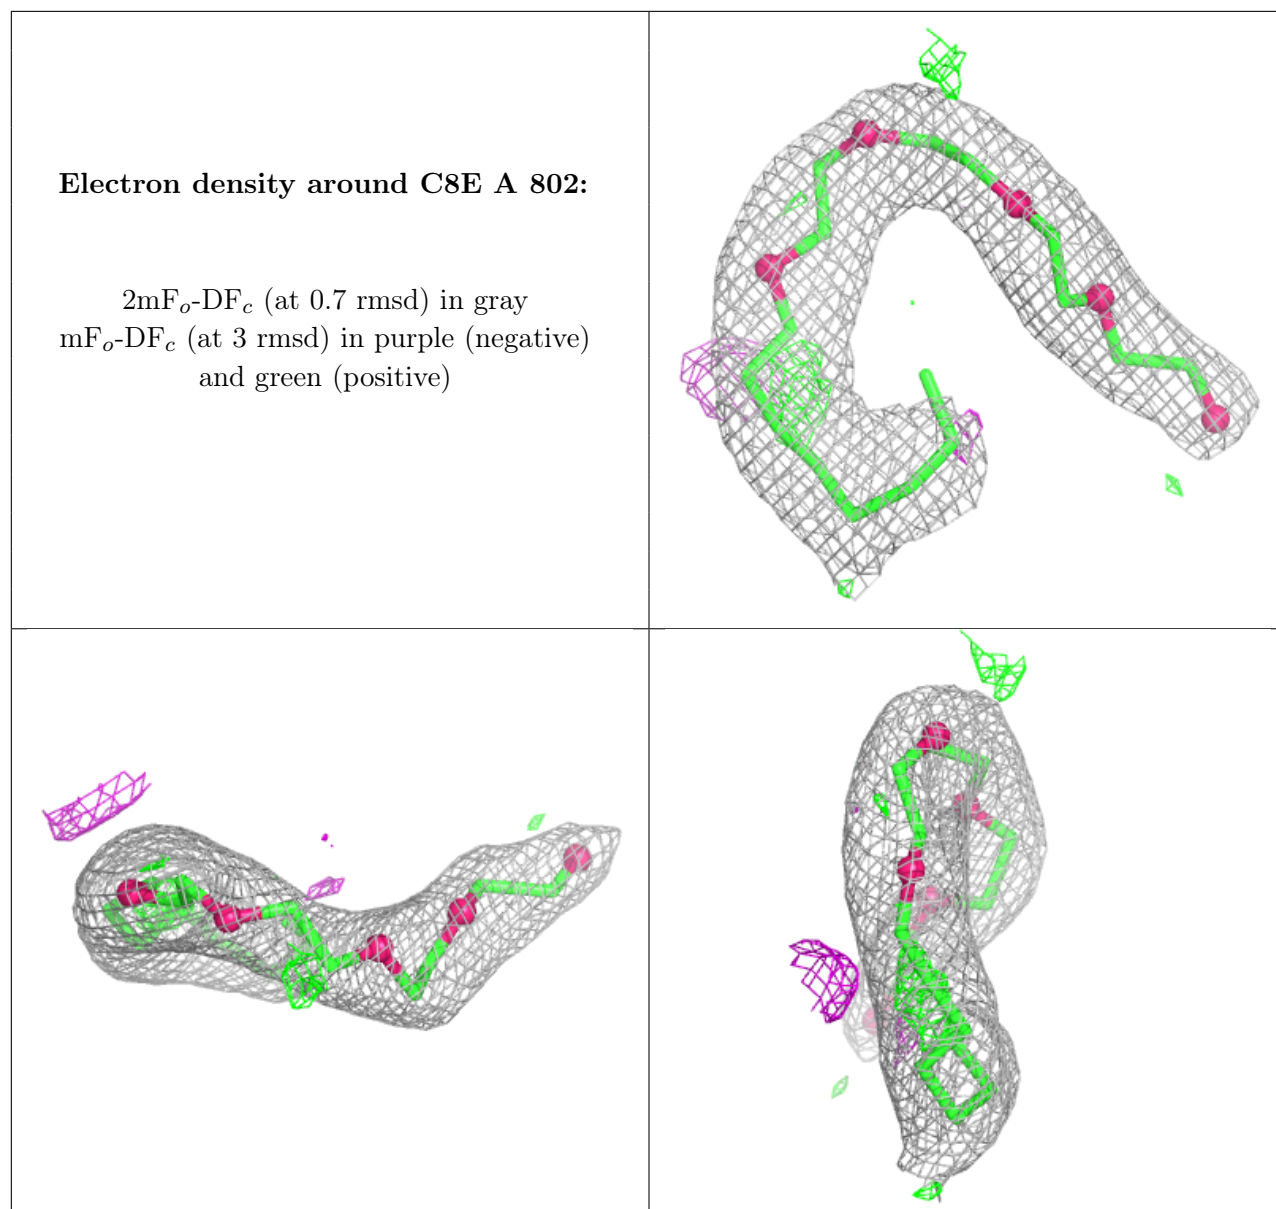 Electron density around C8E A 802:
2mFo-DFc (at 0.7 rmsd) in gray
mFo-DFc (at 3 rmsd) in purple (negative)
and green (positive)